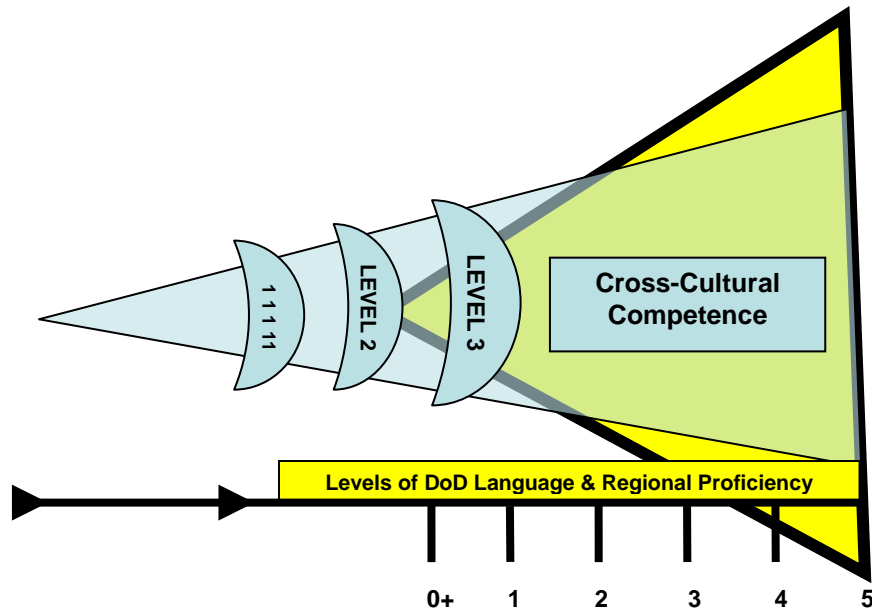 1 1 1 1 11
LEVEL 2
LEVEL 3
Cross-Cultural
Competence
Levels of DoD Language & Regional Proficiency
0+ 1 2 3 4 5